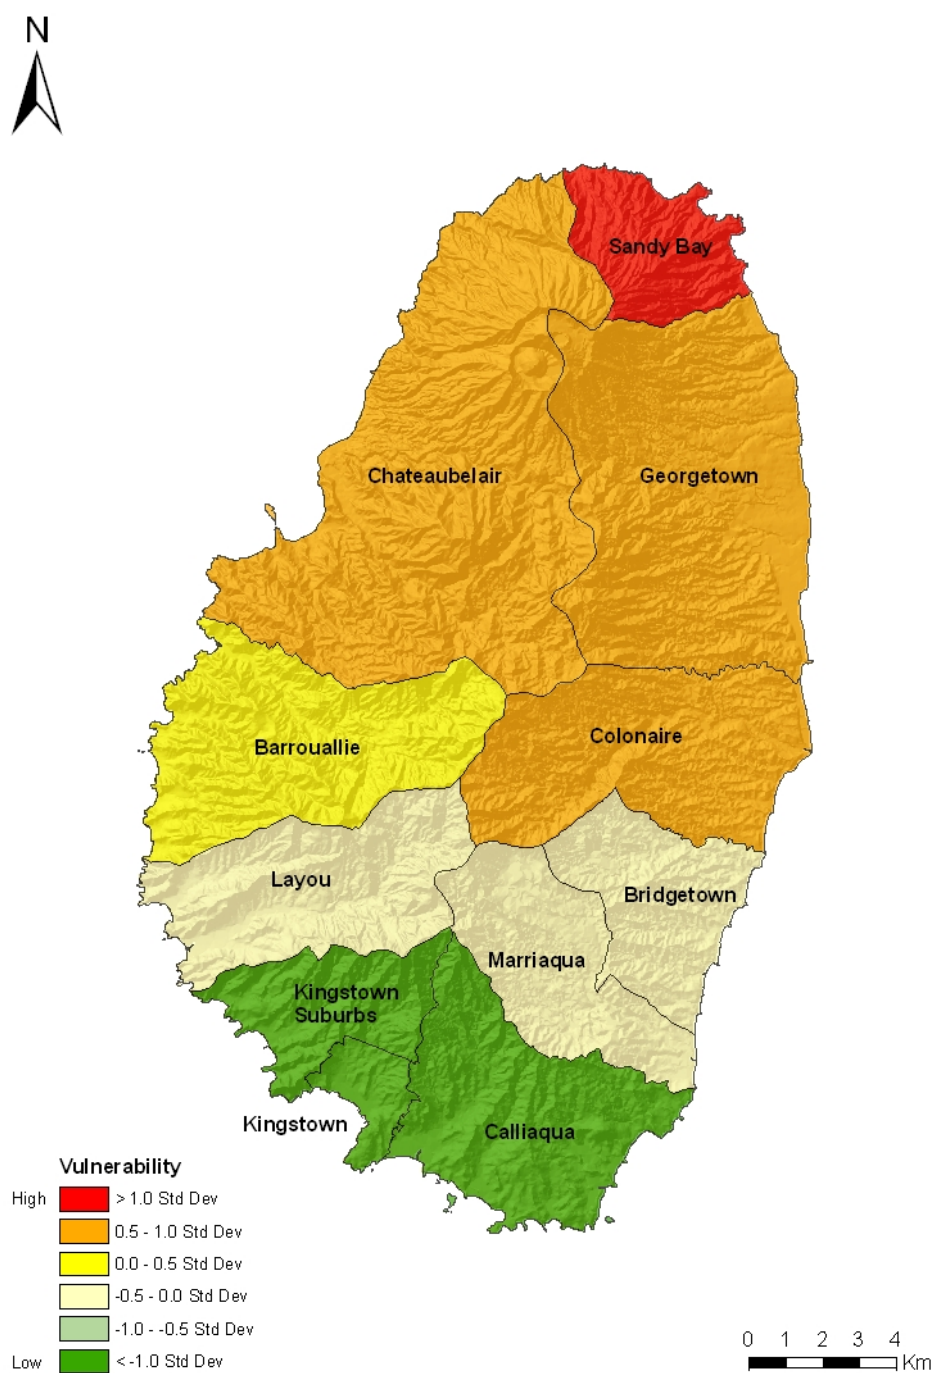 N
Sandy Bay
Chateaubelair
Georgetown
Colonaire
Barrouallie
Layou
Bridgetown
Marriaqua
Kingstown
Suburbs
Kingstown
Calliaqua
Vulnerability
High > 1.0 Std Dev
0.5 - 1.0 Std Dev
0.0 - 0.5 Std Dev
-0.5 - 0.0 Std Dev
-1.0 - -0.5 Std Dev
Low < -1.0 Std Dev
0 1 2 3 4
Km